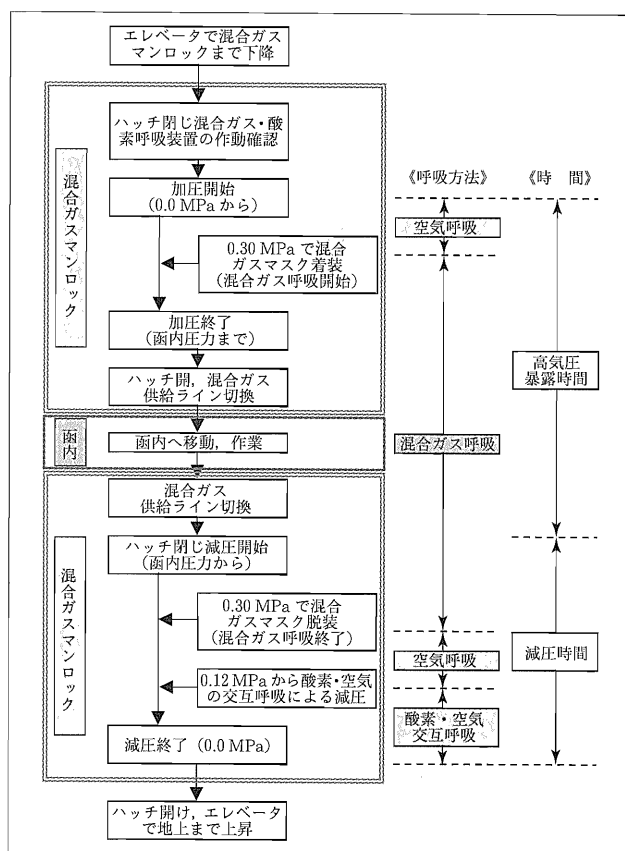 エレベータで混合ガス
マンロックまで下降
混合ガスマンロック
ハッチ閉じ混合ガス・酸
素呼吸装置の作動確認
加圧開始
(0.0 MPaから)
0.30 MPaで混合
ガスマスク着装
(混合ガス呼吸開始)
加圧終了
(函内圧力まで)
ハッチ開，混合ガス
供給ライン切換
函内
函内へ移動，作業
混合ガスマンロック
混合ガス
供給ライン切換
ハッチ閉じ減圧開始
(函内圧力から)
0.30 MPaで混合
ガスマスク脱装
(混合ガス呼吸終了)
0.12 MPaから酸素・空気
の交互呼吸による減圧
減圧終了 (0.0 MPa)
ハッチ開け，エレベータ
で地上まで上昇
《呼吸方法》
空気呼吸
混合ガス呼吸
空気呼吸
酸素・空気
交互呼吸
《時　間》
高気圧
暴露時間
減圧時間